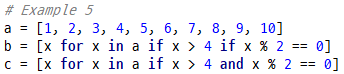 # Example 5
a = [1, 2, 3, 4, 5, 6, 7, 8, 9, 10]
b = [x for x in a if x > 4 if x % 2 == 0]
c = [x for x in a if x > 4 and x % 2 == 0]